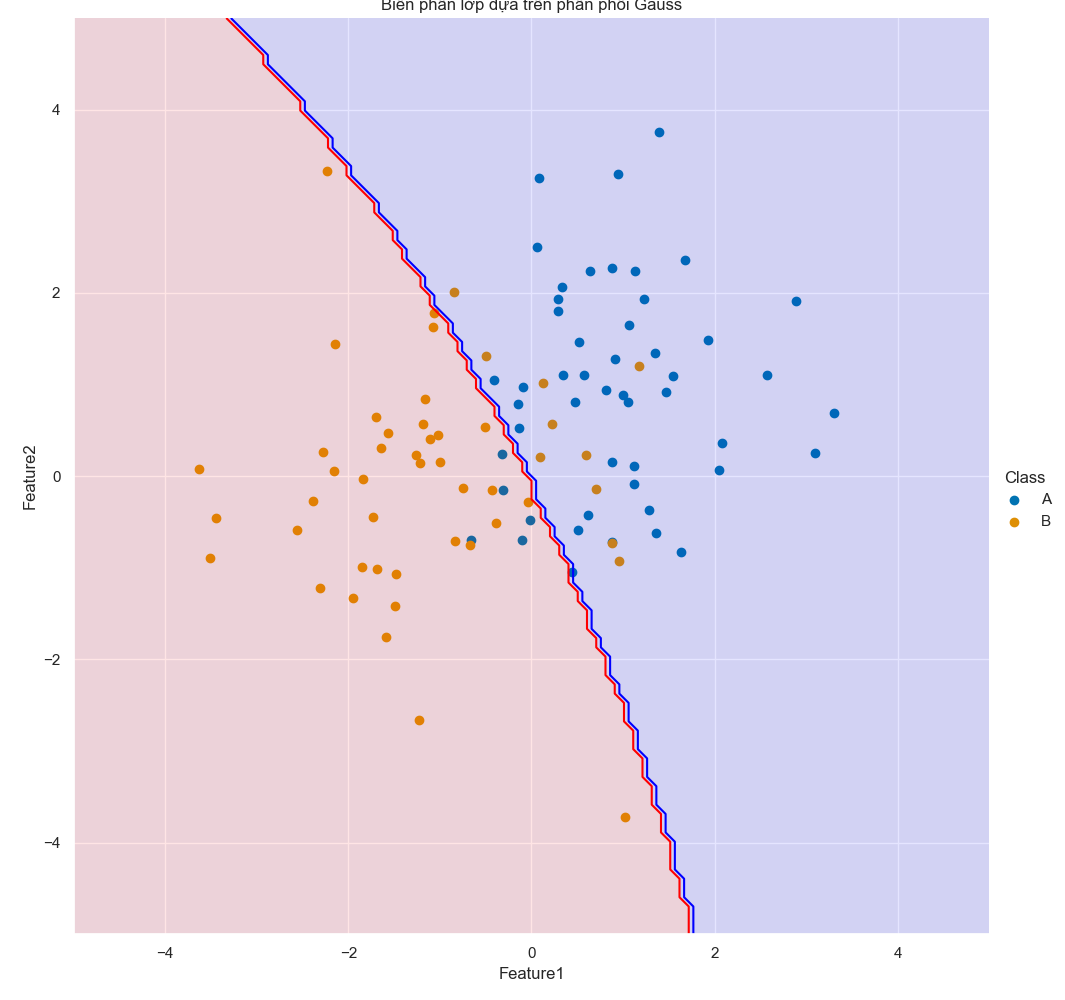 Biên phân lớp dựa trên phân phối Gauss
4
2
0
−2
−4
Feature2
−4
−2
0
2
4
Feature1
Class
A
B